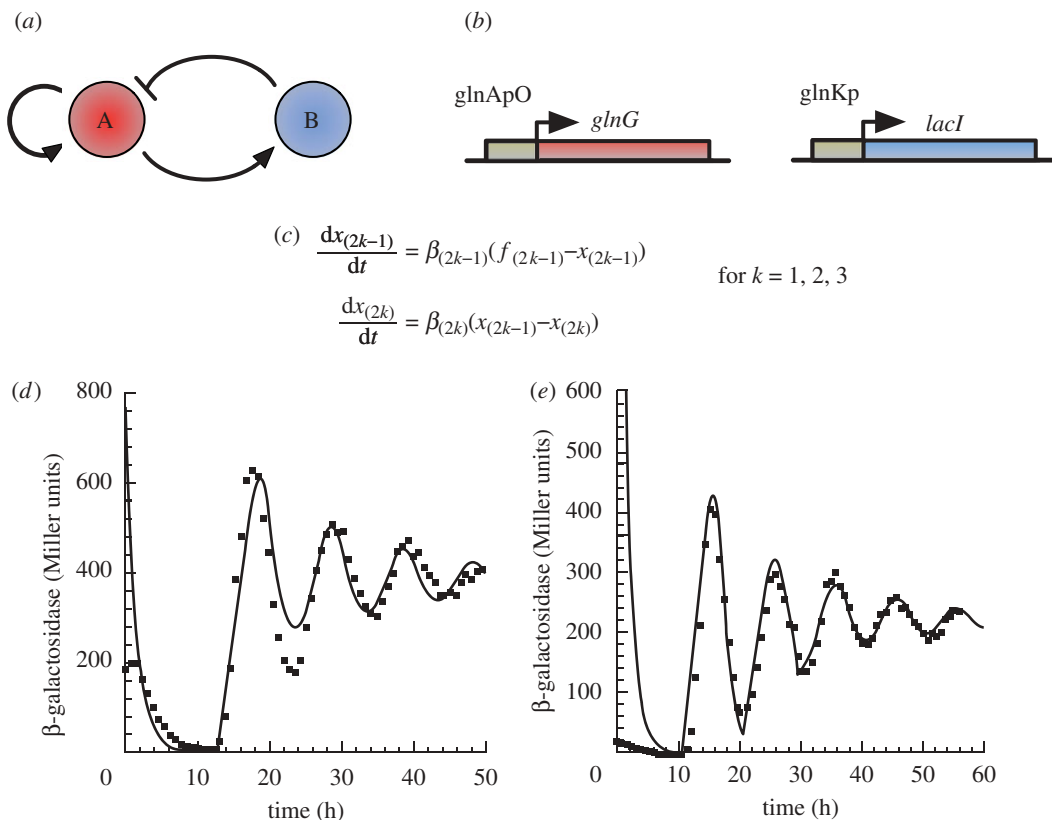 (a)
A
B
(b)
glnApO
glnG
glnKp
lacI
(c) dx(2k−1)/dt = β(2k−1)(f(2k−1)−x(2k−1))
for k = 1, 2, 3
dx(2k)/dt = β(2k)(x(2k−1)−x(2k))
(d)
β-galactosidase (Miller units)
800
600
400
200
0
10
20
30
40
50
time (h)
(e)
β-galactosidase (Miller units)
600
500
400
300
200
100
0
10
20
30
40
50
60
time (h)